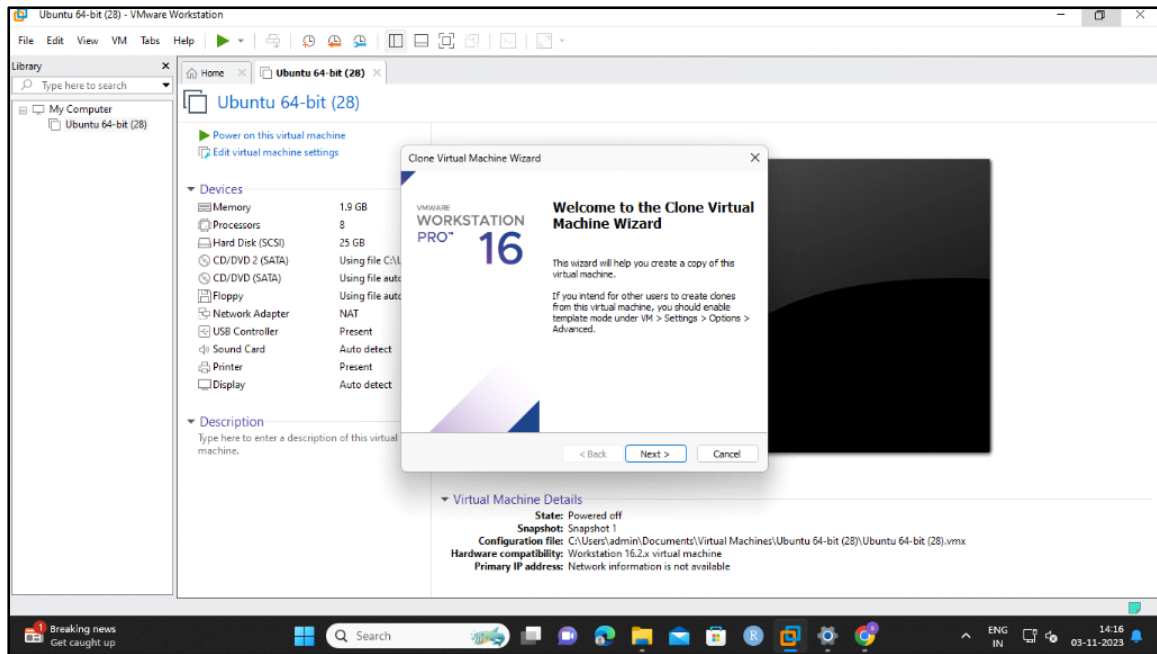 Ubuntu 64-bit (28) - VMware Workstation
File Edit View VM Tabs Help
Library
Type here to search
My Computer
Ubuntu 64-bit (28)
Home
Ubuntu 64-bit (28)
Ubuntu 64-bit (28)
Power on this virtual machine
Edit virtual machine settings
Devices
Memory 1.9 GB
Processors 8
Hard Disk (SCSI) 25 GB
CD/DVD 2 (SATA) Using file C:\
CD/DVD (SATA) Using file auto
Floppy Using file auto
Network Adapter NAT
USB Controller Present
Sound Card Auto detect
Printer Present
Display Auto detect
Description
Type here to enter a description of this virtual
machine.
Clone Virtual Machine Wizard
VMWARE
WORKSTATION
PRO™ 16
Welcome to the Clone Virtual
Machine Wizard
This wizard will help you create a copy of this
virtual machine.
If you intend for other users to create clones
from this virtual machine, you should enable
template mode under VM > Settings > Options >
Advanced.
< Back Next > Cancel
Virtual Machine Details
State: Powered off
Snapshot: Snapshot 1
Configuration file: C:\Users\admin\Documents\Virtual Machines\Ubuntu 64-bit (28)\Ubuntu 64-bit (28).vmx
Hardware compatibility: Workstation 16.2.x virtual machine
Primary IP address: Network information is not available
1
Breaking news
Get caught up
Search
R
ENG
IN
14:16
03-11-2023